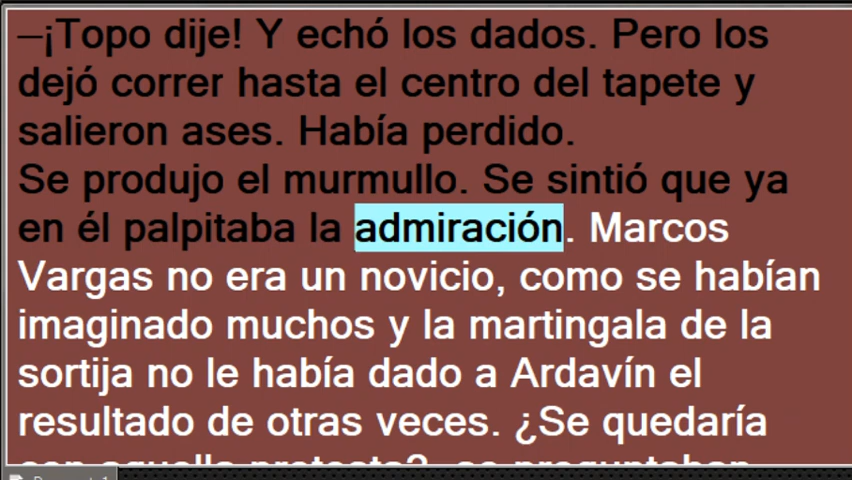 —¡Topo dije! Y echó los dados. Pero los
dejó correr hasta el centro del tapete y
salieron ases. Había perdido.
Se produjo el murmullo. Se sintió que ya
en él palpitaba la admiración. Marcos
Vargas no era un novicio, como se habían
imaginado muchos y la martingala de la
sortija no le había dado a Ardavín el
resultado de otras veces. ¿Se quedaría